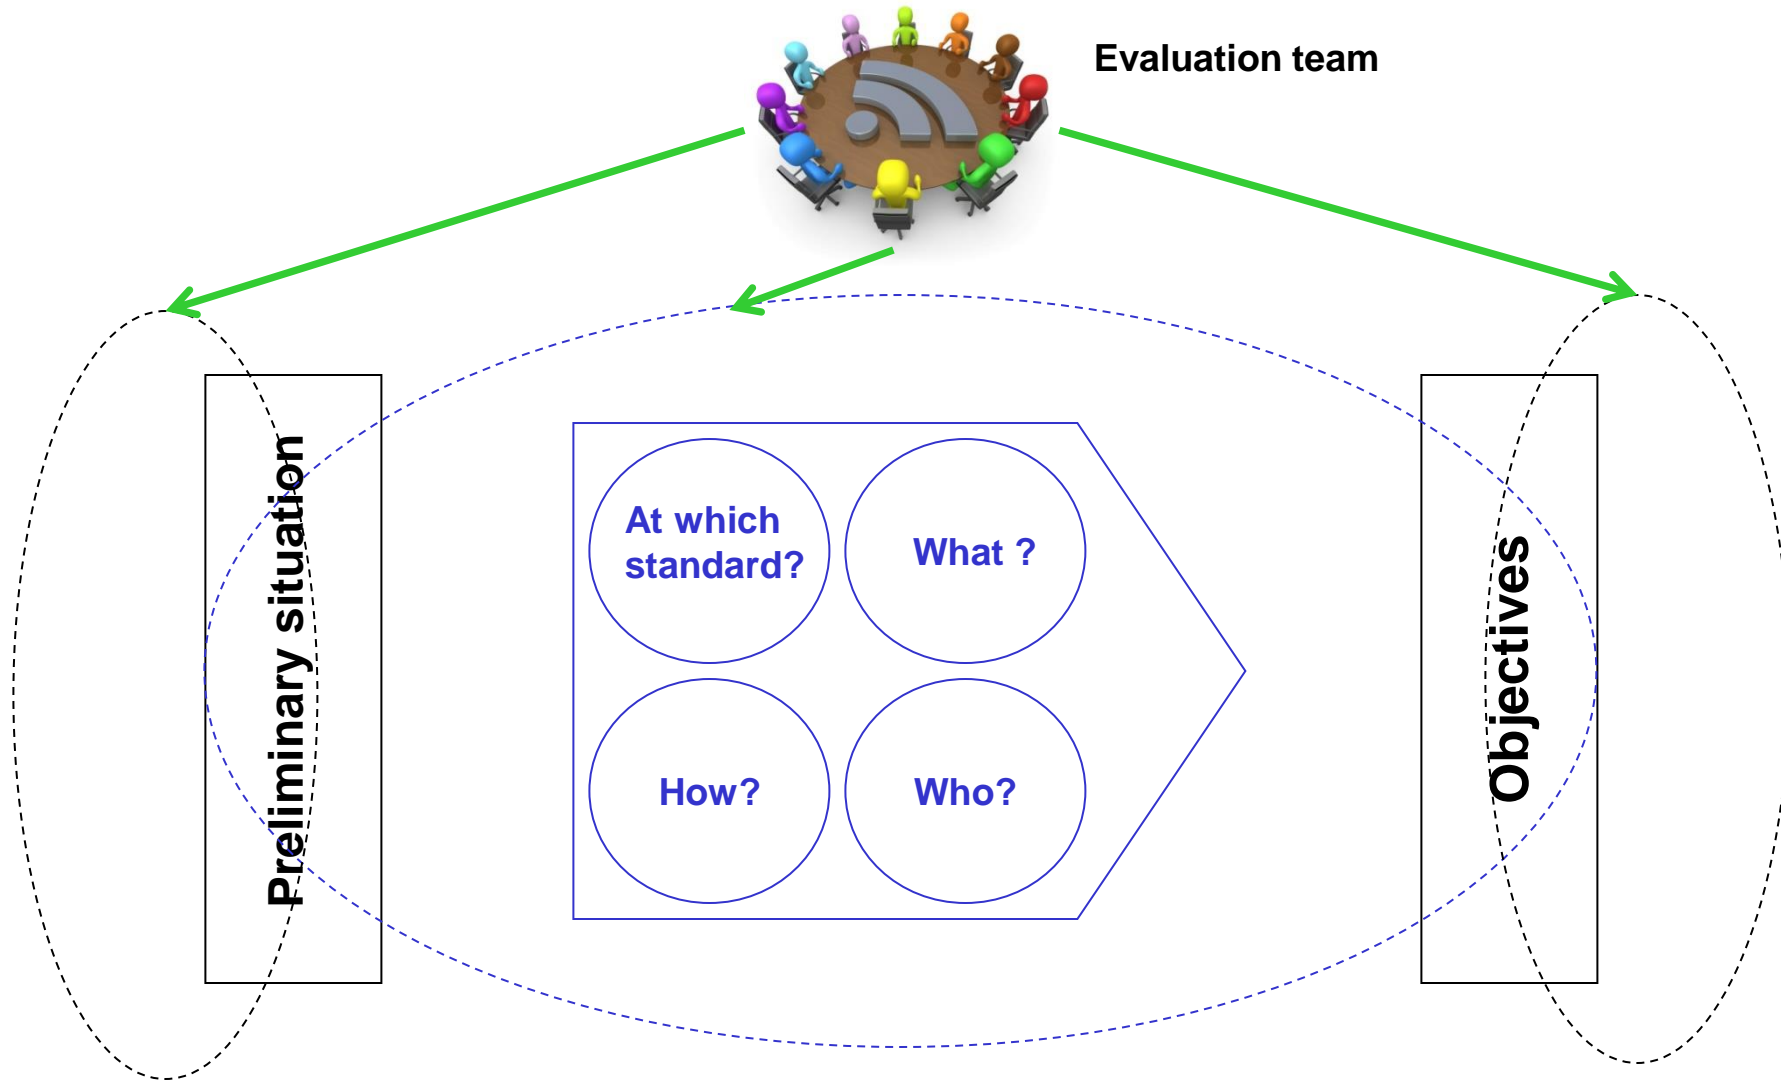 Evaluation team
Preliminary situation
At which
standard?
What ?
How?
Who?
Objectives